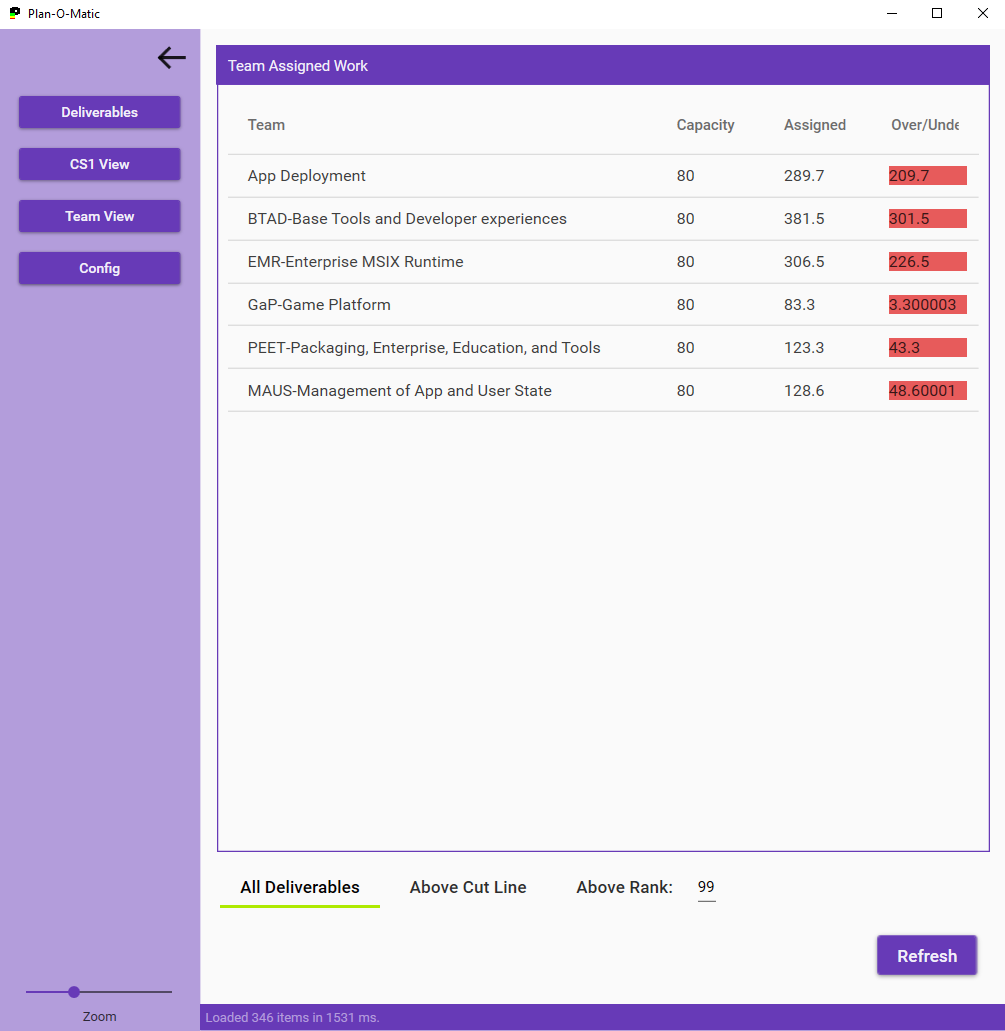 Plan-O-Matic
Deliverables
CS1 View
Team View
Config
Zoom
Team Assigned Work
Team Capacity Assigned Over/Unde
App Deployment 80 289.7 209.7
BTAD-Base Tools and Developer experiences 80 381.5 301.5
EMR-Enterprise MSIX Runtime 80 306.5 226.5
GaP-Game Platform 80 83.3 3.300003
PEET-Packaging, Enterprise, Education, and Tools 80 123.3 43.3
MAUS-Management of App and User State 80 128.6 48.60001
All Deliverables Above Cut Line Above Rank: 99
Refresh
Loaded 346 items in 1531 ms.